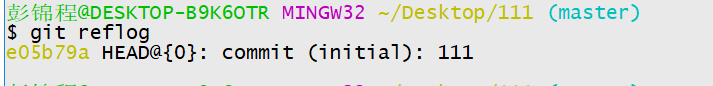 彭锦程@DESKTOP-B9K6OTR MINGW32 ~/Desktop/111 (master)
$ git reflog
e05b79a HEAD@{0}: commit (initial): 111